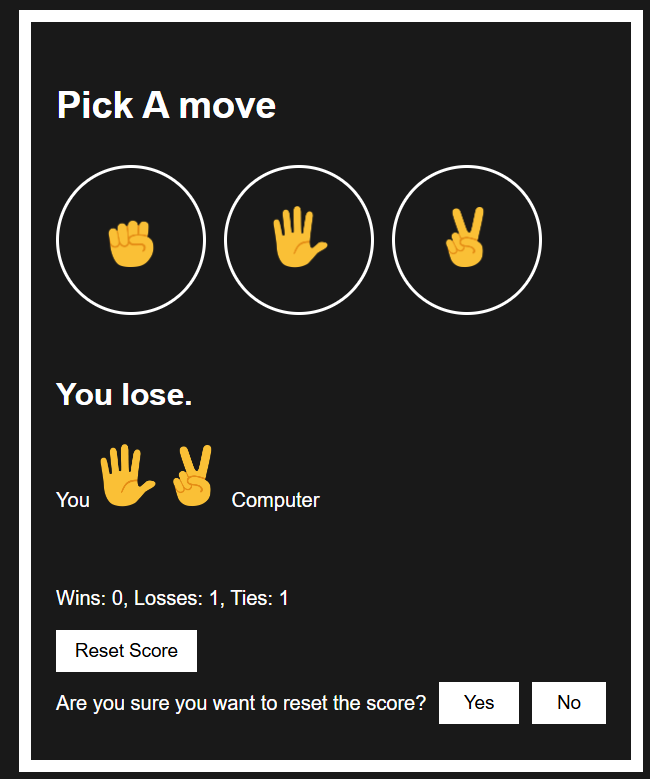 Pick A move
You lose.
You Computer
Wins: 0, Losses: 1, Ties: 1
Reset Score
Are you sure you want to reset the score? Yes No